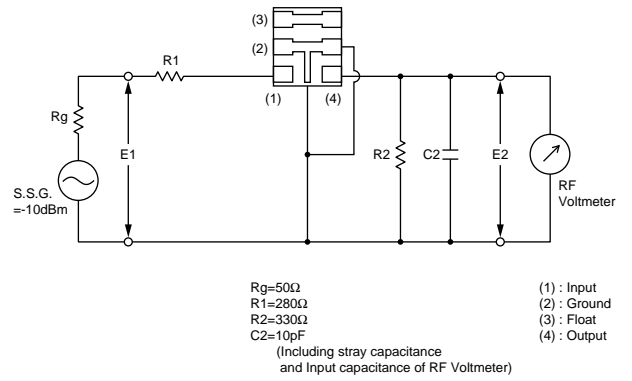 (3)
(2)
R1
(1)
(4)
Rg
E1
R2
C2
E2
S.S.G.
=-10dBm
RF
Voltmeter
Rg=50Ω
R1=280Ω
R2=330Ω
C2=10pF
(Including stray capacitance
and Input capacitance of RF Voltmeter)
(1) : Input
(2) : Ground
(3) : Float
(4) : Output